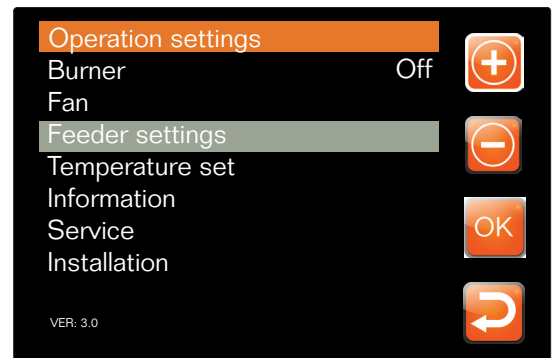 Operation settings
Burner Off
Fan
Feeder settings
Temperature set
Information
Service
Installation
OK
VER: 3.0